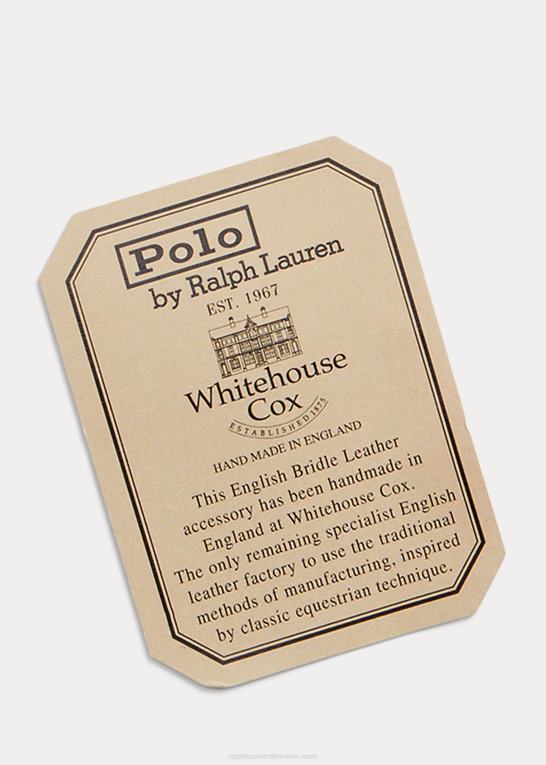 Polo
by Ralph Lauren
EST. 1967
Whitehouse
Cox
ESTABLISHED 1875
HAND MADE IN ENGLAND
This English Bridle Leather
accessory has been handmade in
England at Whitehouse Cox.
The only remaining specialist English
leather factory to use the traditional
methods of manufacturing, inspired
by classic equestrian technique.
ralphlaurendkonline.com